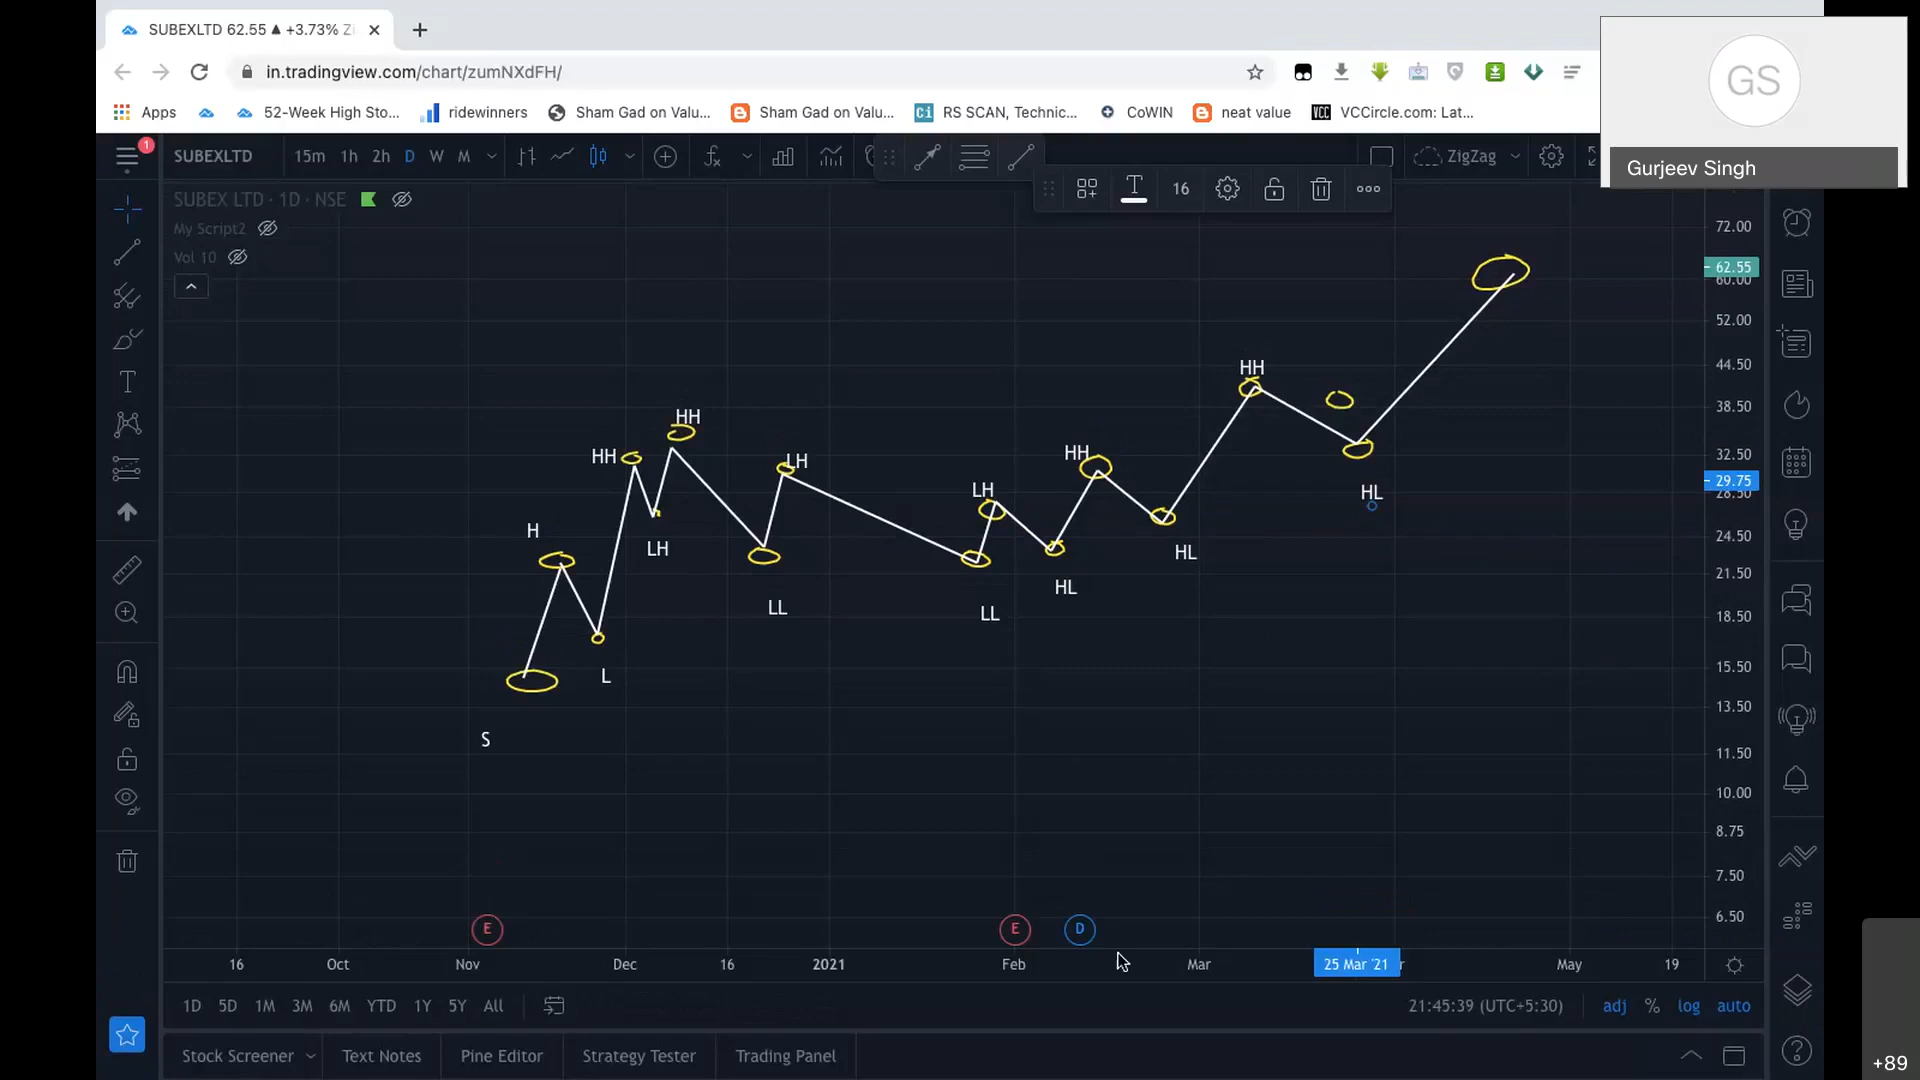 SUBEXLTD 62.55 ▲ +3.73%
in.tradingview.com/chart/zumNXdFH/
Apps 52-Week High Sto... ridewinners Sham Gad on Valu... Sham Gad on Valu... RS SCAN, Technic... CoWIN neat value VCCircle.com: Lat...
GS
Gurjeev Singh
1
SUBEXLTD 15m 1h 2h D W M ZigZag
16
SUBEX LTD · 1D · NSE
My Script2
Vol 10
72.00
62.55
60.00
52.00
44.50
38.50
32.50
29.75
28.50
24.50
21.50
18.50
15.50
13.50
11.50
10.00
8.75
7.50
6.50
HH
HH
HH
HH
LH
LH
HL
H
LH
HL
HL
LL
LL
L
S
E E D
16 Oct Nov Dec 16 2021 Feb Mar 25 Mar '21 May 19
1D 5D 1M 3M 6M YTD 1Y 5Y All 21:45:39 (UTC+5:30) adj % log auto
Stock Screener Text Notes Pine Editor Strategy Tester Trading Panel
+89